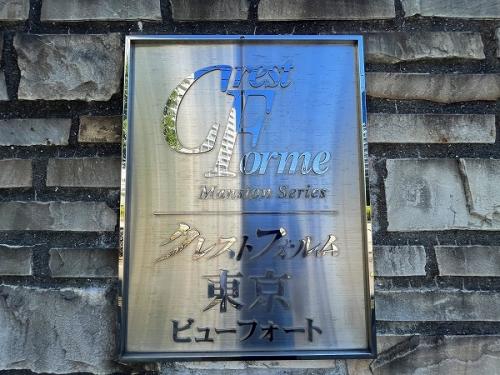 Crest
Forme
Mansion Series
クレストフォルム
東京
ビューフォート